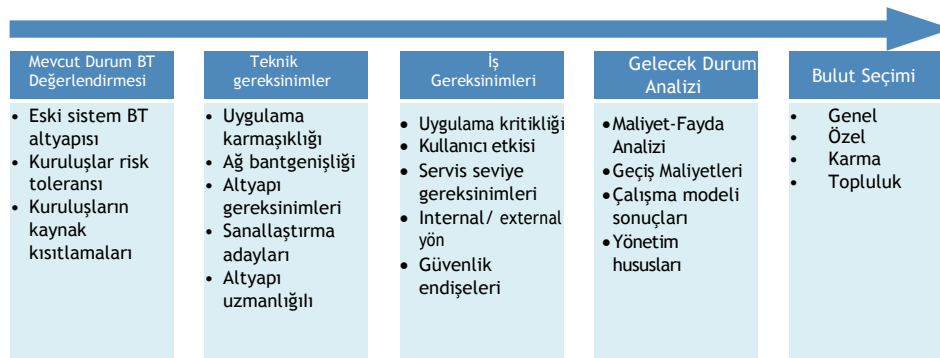 Mevcut Durum BT
Değerlendirmesi
• Eski sistem BT
altyapısı
• Kuruluşlar risk
toleransı
• Kuruluşların
kaynak
kısıtlamaları
Teknik
gereksinimler
• Uygulama
karmaşıklığı
• Ağ bantgenişliği
• Altyapı
gereksinimleri
• Sanallaştırma
adayları
• Altyapı
uzmanlığılı
İş
Gereksinimleri
• Uygulama kritikliği
• Kullanıcı etkisi
• Servis seviye
gereksinimleri
• Internal/ external
yön
• Güvenlik
endişeleri
Gelecek Durum
Analizi
• Maliyet-Fayda
Analizi
• Geçiş Maliyetleri
• Çalışma modeli
sonuçları
• Yönetim
hususları
Bulut Seçimi
• Genel
• Özel
• Karma
• Topluluk